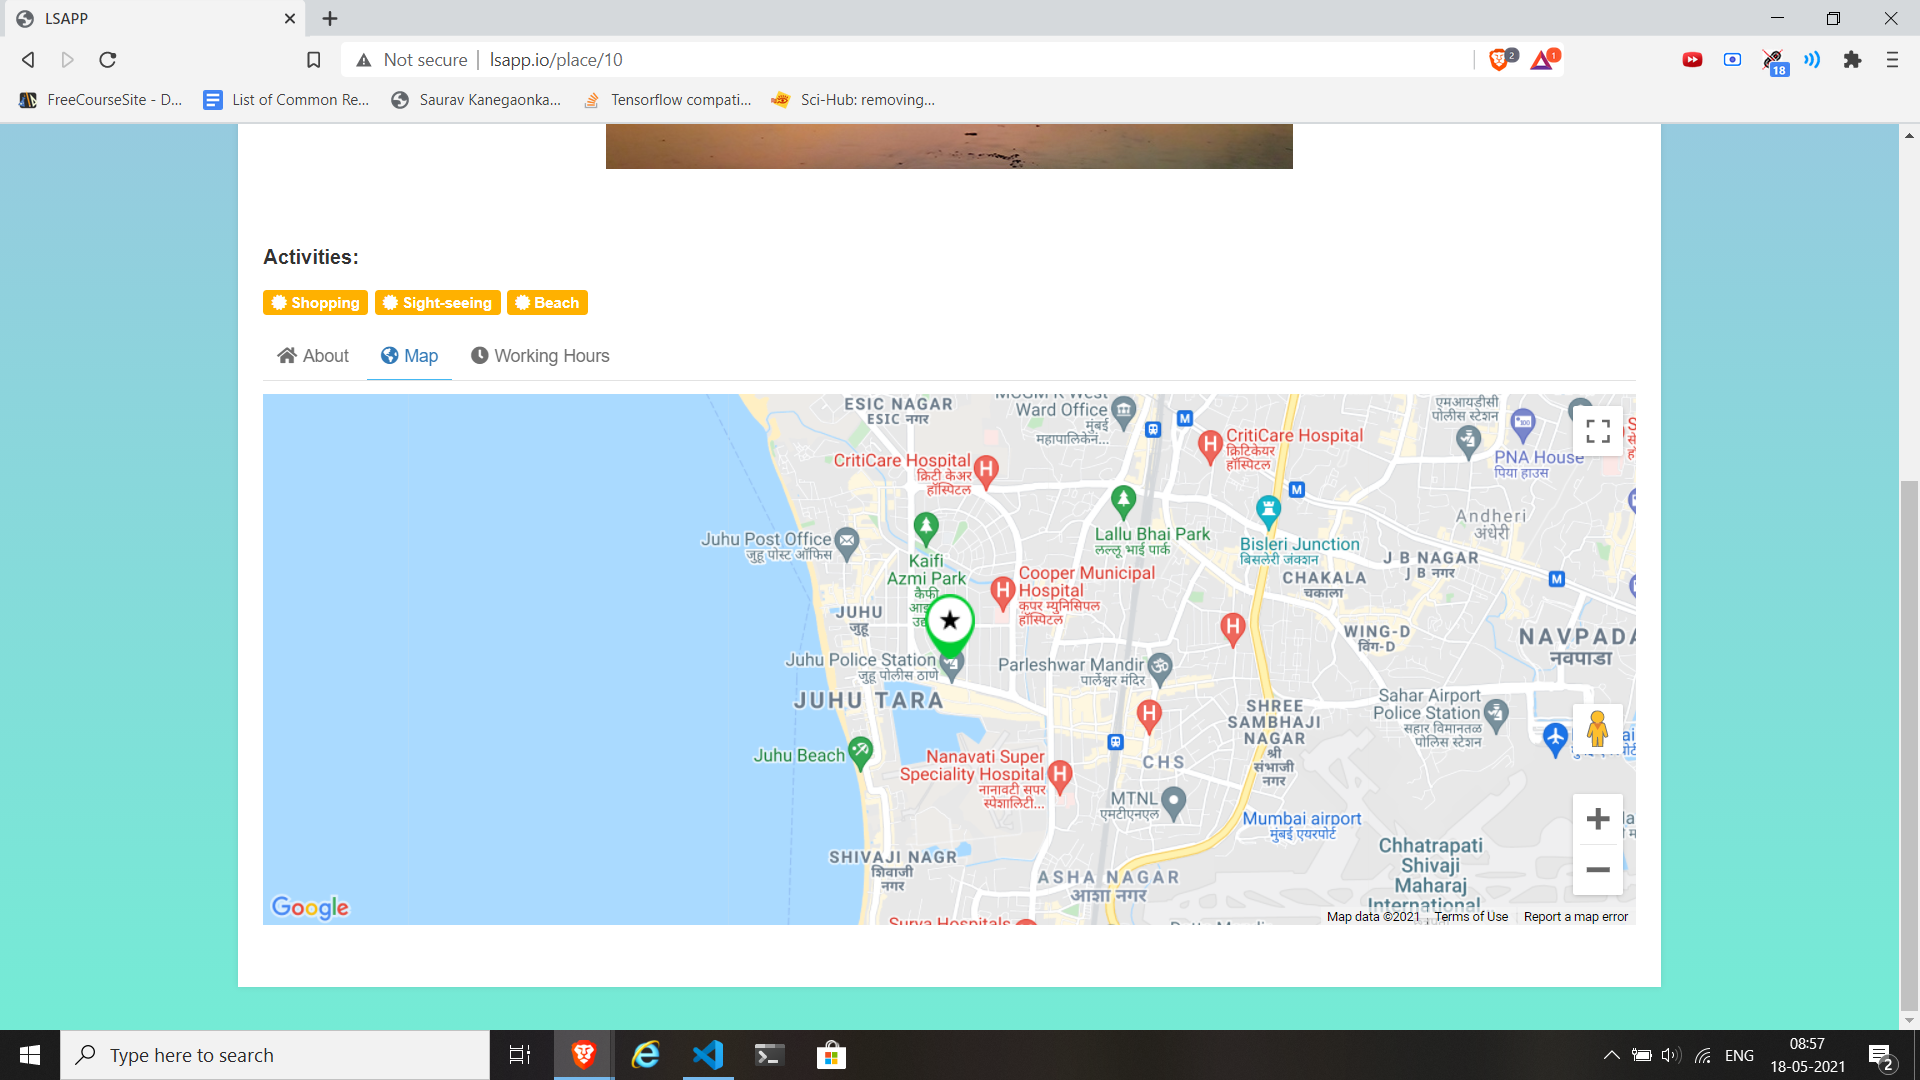 LSAPP
Not secure
lsapp.io/place/10
2
1
18
FreeCourseSite - D...
List of Common Re...
Saurav Kanegaonka...
Tensorflow compati...
Sci-Hub: removing...
Activities:
Shopping
Sight-seeing
Beach
About
Map
Working Hours
ESIC NAGAR
ESIC नगर
Ward Office
मुंबई
महापालिकेने...
M
एमआयडीसी
पोलीस स्टेशन
CritiCare Hospital
क्रिटिकेयर
हॉस्पिटल
PNA House
पिया हाउस
CritiCare Hospital
क्रिटी केअर
हॉस्पिटल
M
Andheri
अंधेरी
Lallu Bhai Park
लल्लू भाई पार्क
Bisleri Junction
बिसलेरी जंक्शन
J B NAGAR
J B नगर
Juhu Post Office
जुहू पोस्ट ऑफिस
Kaifi
Azmi Park
कैफी
Cooper Municipal
Hospital
कूपर म्युनिसिपल
हॉस्पिटल
CHAKALA
चकाला
M
JUHU
जुहू
WING-D
विंग-D
NAVPADA
नवपाडा
Juhu Police Station
जुहू पोलीस ठाणे
Parleshwar Mandir
पार्लेश्वर मंदिर
JUHU TARA
Sahar Airport
Police Station
सहार विमानतळ
पोलिस स्टेशन
SHREE
SAMBHAJI
NAGAR
श्री
संभाजी
नगर
Juhu Beach
Nanavati Super
Speciality Hospital
नानावटी सुपर
स्पेशालिटी...
CHS
MTNL
एमटीएनएल
Mumbai airport
मुंबई एयरपोर्ट
Chhatrapati
Shivaji
Maharaj
International
SHIVAJI NAGR
शिवाजी
नगर
ASHA NAGAR
आशा नगर
Surya Hospitals
Google
Map data ©2021
Terms of Use
Report a map error
Type here to search
ENG
08:57
18-05-2021
2